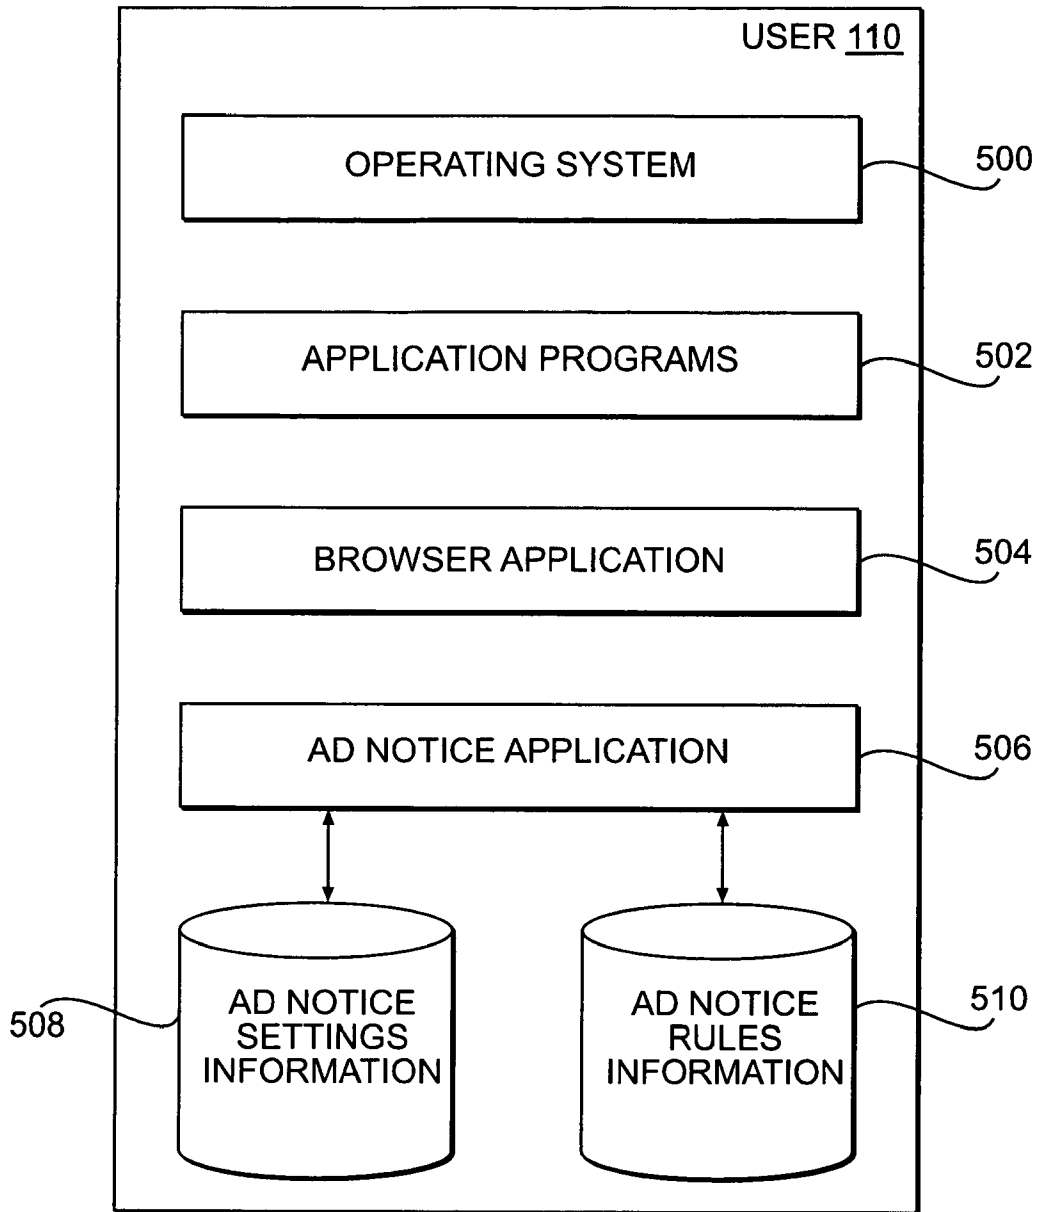 USER 110
OPERATING SYSTEM
500
APPLICATION PROGRAMS
502
BROWSER APPLICATION
504
AD NOTICE APPLICATION
506
508
AD NOTICE
SETTINGS
INFORMATION
AD NOTICE
RULES
INFORMATION
510